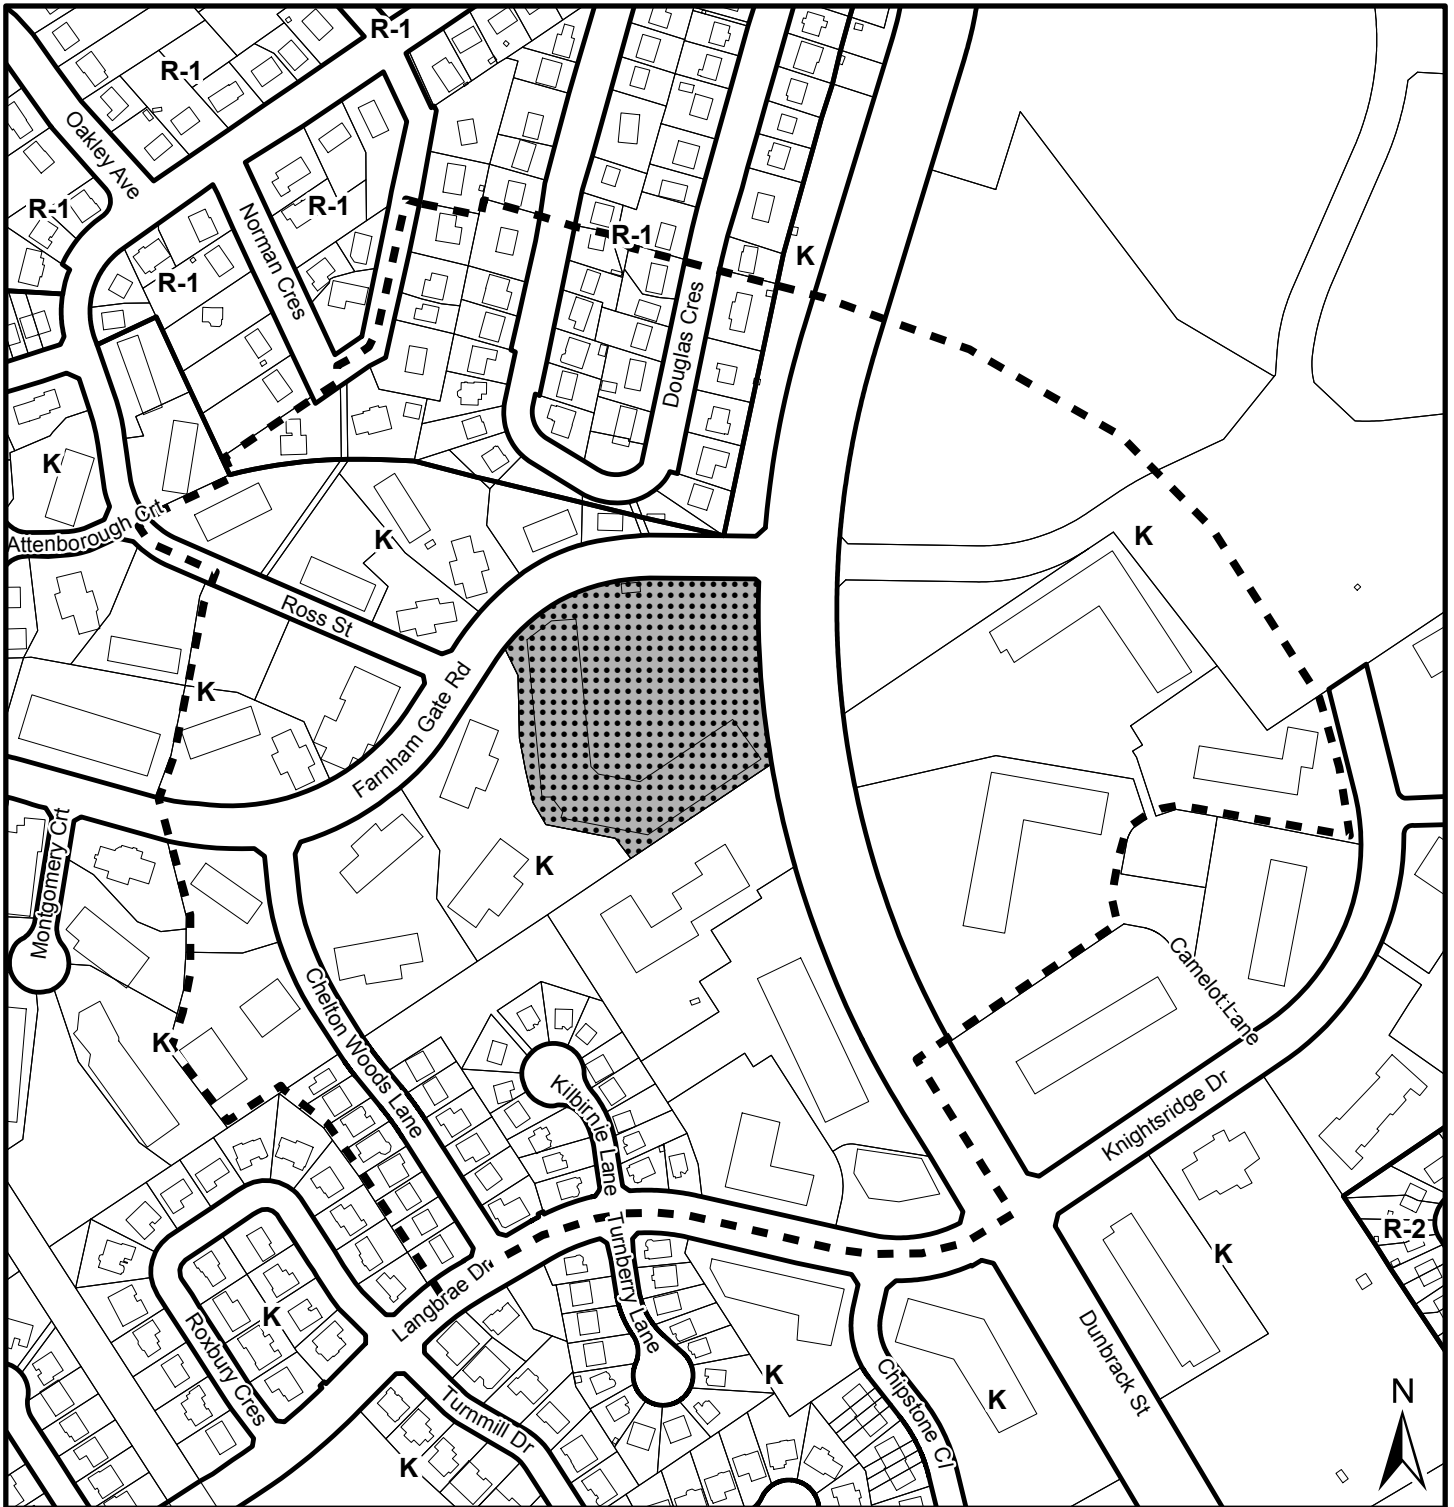 R-1
R-1
Oakley Ave
R-1
R-1
Norman Cres
R-1
K
R-1
Douglas Cres
K
Attenborough Crt
K
K
Ross St
K
Farnham Gate Rd
Montgomery Crt
K
Camelot Lane
Chelton Woods Lane
K
Kilbirnie Lane
Knightsridge Dr
Turnberry Lane
R-2
K
Langbrae Dr
K
Roxbury Cres
Dunbrack St
K
Chipstone Cl
K
N
Turnmill Dr
K